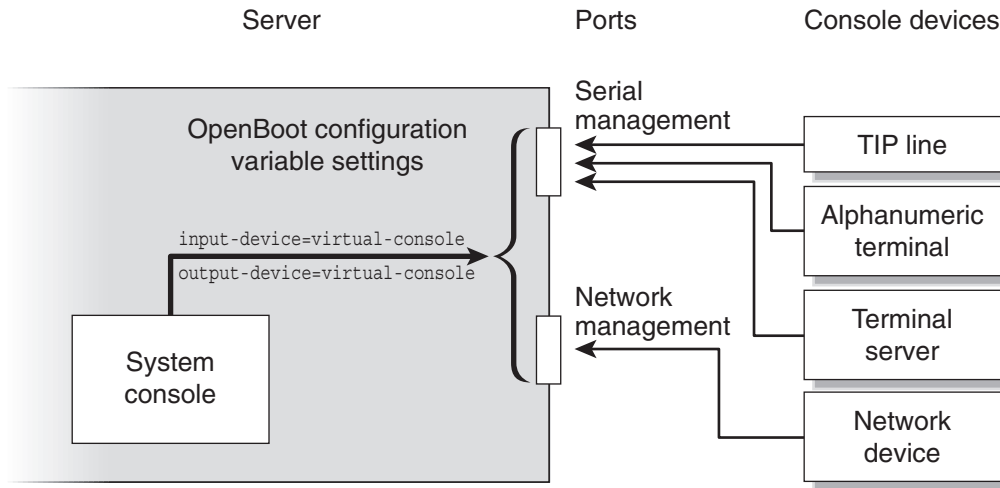 Server
Ports
Console devices
OpenBoot configuration
variable settings
input-device=virtual-console
output-device=virtual-console
System
console
Serial
management
Network
management
TIP line
Alphanumeric
terminal
Terminal
server
Network
device